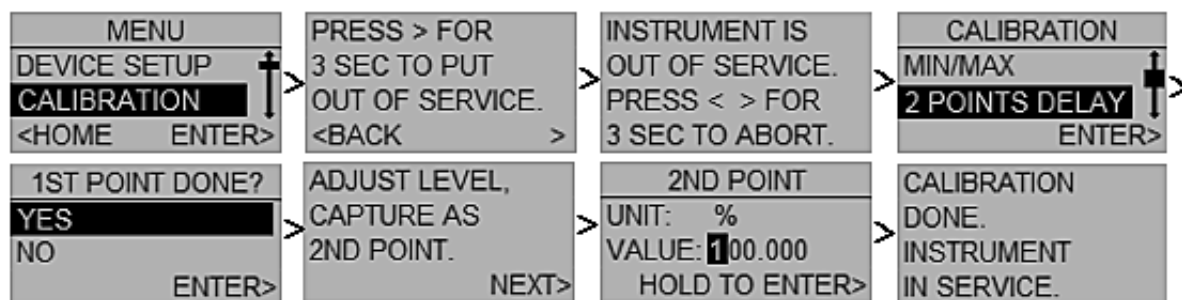 MENU
DEVICE SETUP
CALIBRATION
<HOME ENTER>
>
PRESS > FOR
3 SEC TO PUT
OUT OF SERVICE.
<BACK >
>
INSTRUMENT IS
OUT OF SERVICE.
PRESS < > FOR
3 SEC TO ABORT.
>
CALIBRATION
MIN/MAX
2 POINTS DELAY
ENTER>
>
1ST POINT DONE?
YES
NO
ENTER>
>
ADJUST LEVEL,
CAPTURE AS
2ND POINT.
NEXT>
>
2ND POINT
UNIT: %
VALUE: 100.000
HOLD TO ENTER>
>
CALIBRATION
DONE.
INSTRUMENT
IN SERVICE.